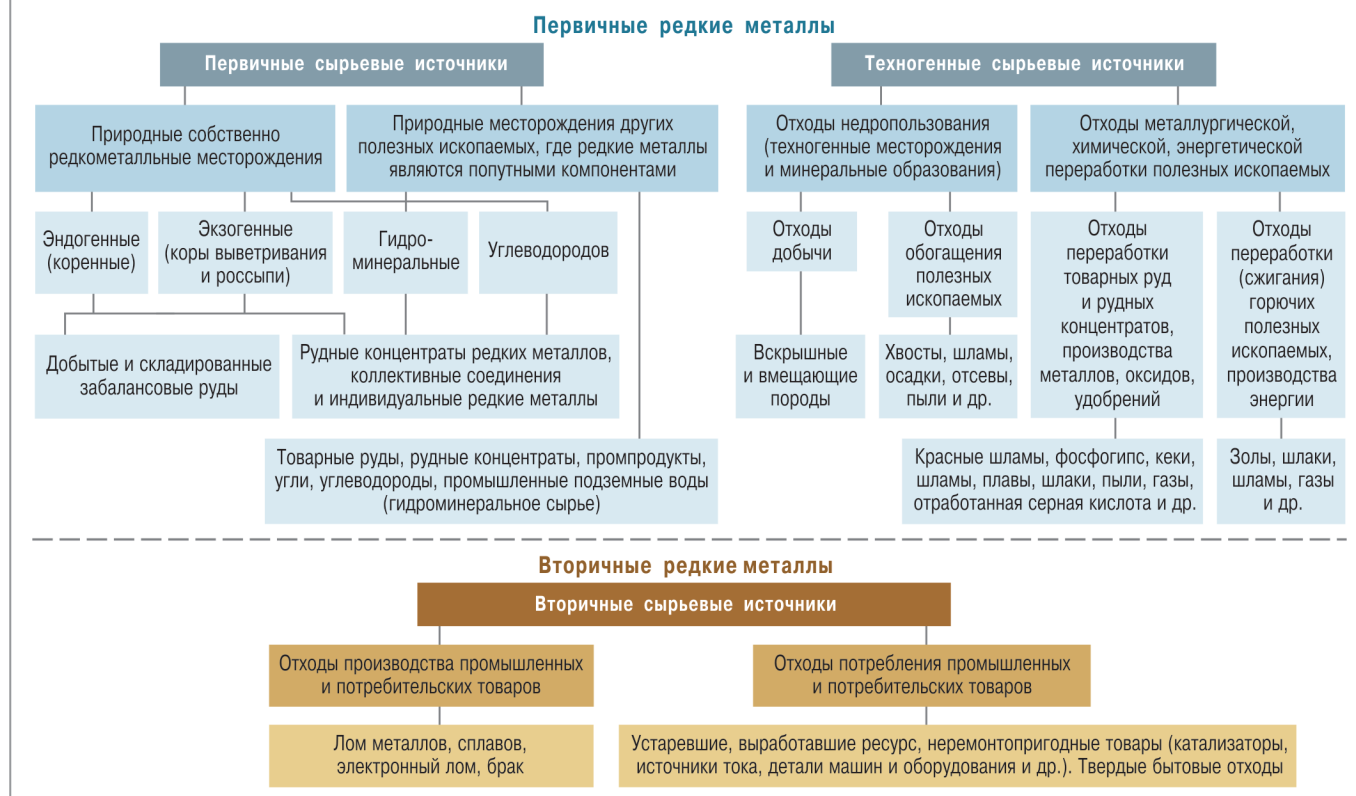 Первичные редкие металлы
Первичные сырьевые источники
Техногенные сырьевые источники
Природные собственно
редкометалльные месторождения
Природные месторождения других
полезных ископаемых, где редкие металлы
являются попутными компонентами
Отходы недропользования
(техногенные месторождения
и минеральные образования)
Отходы металлургической,
химической, энергетической
переработки полезных ископаемых
Эндогенные
(коренные)
Экзогенные
(коры выветривания
и россыпи)
Гидро-
минеральные
Углеводородов
Отходы
добычи
Отходы
обогащения
полезных
ископаемых
Отходы
переработки
товарных руд
и рудных
концентратов,
производства
металлов, оксидов,
удобрений
Отходы
переработки
(сжигания)
горючих
полезных
ископаемых,
производства
энергии
Добытые и складированные
забалансовые руды
Рудные концентраты редких металлов,
коллективные соединения
и индивидуальные редкие металлы
Вскрышные
и вмещающие
породы
Хвосты, шламы,
осадки, отсевы,
пыли и др.
Товарные руды, рудные концентраты, промпродукты,
угли, углеводороды, промышленные подземные воды
(гидроминеральное сырье)
Красные шламы, фосфогипс, кеки,
шламы, плавы, шлаки, пыли, газы,
отработанная серная кислота и др.
Золы, шлаки,
шламы, газы
и др.
Вторичные редкие металлы
Вторичные сырьевые источники
Отходы производства промышленных
и потребительских товаров
Отходы потребления промышленных
и потребительских товаров
Лом металлов, сплавов,
электронный лом, брак
Устаревшие, выработавшие ресурс, неремонтопригодные товары (катализаторы,
источники тока, детали машин и оборудования и др.). Твердые бытовые отходы